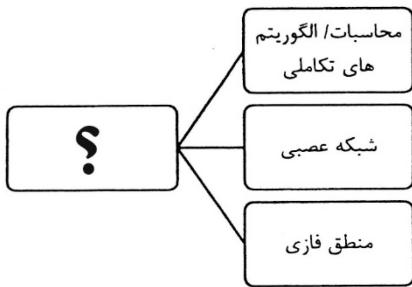 محاسبات/ الگوریتم
های تکاملی
؟
شبکه عصبی
منطق فازی